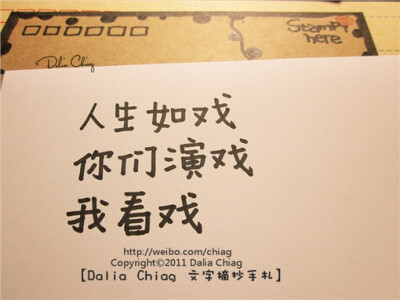 Stamp
here
Dalia Chiag
人生如戏
你们演戏
我看戏
http://weibo.com/chiag
Copyright©2011 Dalia Chiag
【Dalia Chiag 文字摘抄手札】